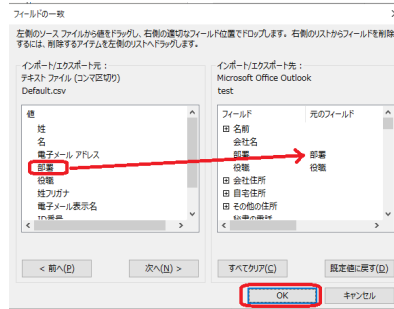 フィールドの一致
左側のソース ファイルから値をドラッグし、右側の適切なフィールド位置でドロップします。右側のリストからフィールドを削除
するには、削除するアイテムを左側のリストへドラッグします。
インポート/エクスポート元：
テキスト ファイル (コンマ区切り)
Default.csv
値
姓
名
電子メール アドレス
部署
役職
姓フリガナ
電子メール表示名
ID番号
< 前へ(P)
次へ(N) >
インポート/エクスポート先：
Microsoft Office Outlook
test
フィールド 元のフィールド
名前
会社名
部署 部署
役職 役職
会社住所
自宅住所
その他の住所
秘書の電話
すべてクリア(C)
既定値に戻す(D)
OK
キャンセル